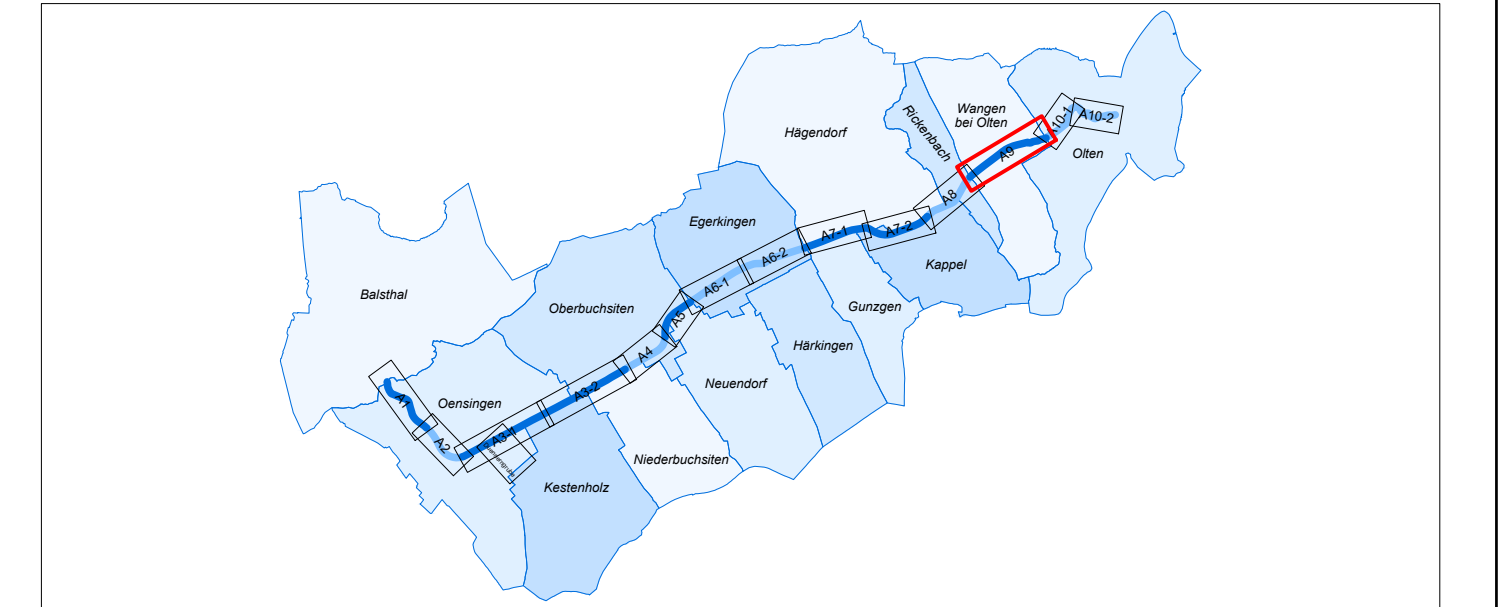 Wangen
bei Olten
Rickenbach
Hägendorf
A10-1
A10-2
Olten
A9
A8
Egerkingen
A7-1
A7-2
A6-2
Kappel
A6-1
Balsthal
Oberbuchsiten
Gunzgen
A5
Härkingen
A4
Neuendorf
A3-2
A1
Oensingen
A2
A3-1
Niederbuchsiten
Kestenholz